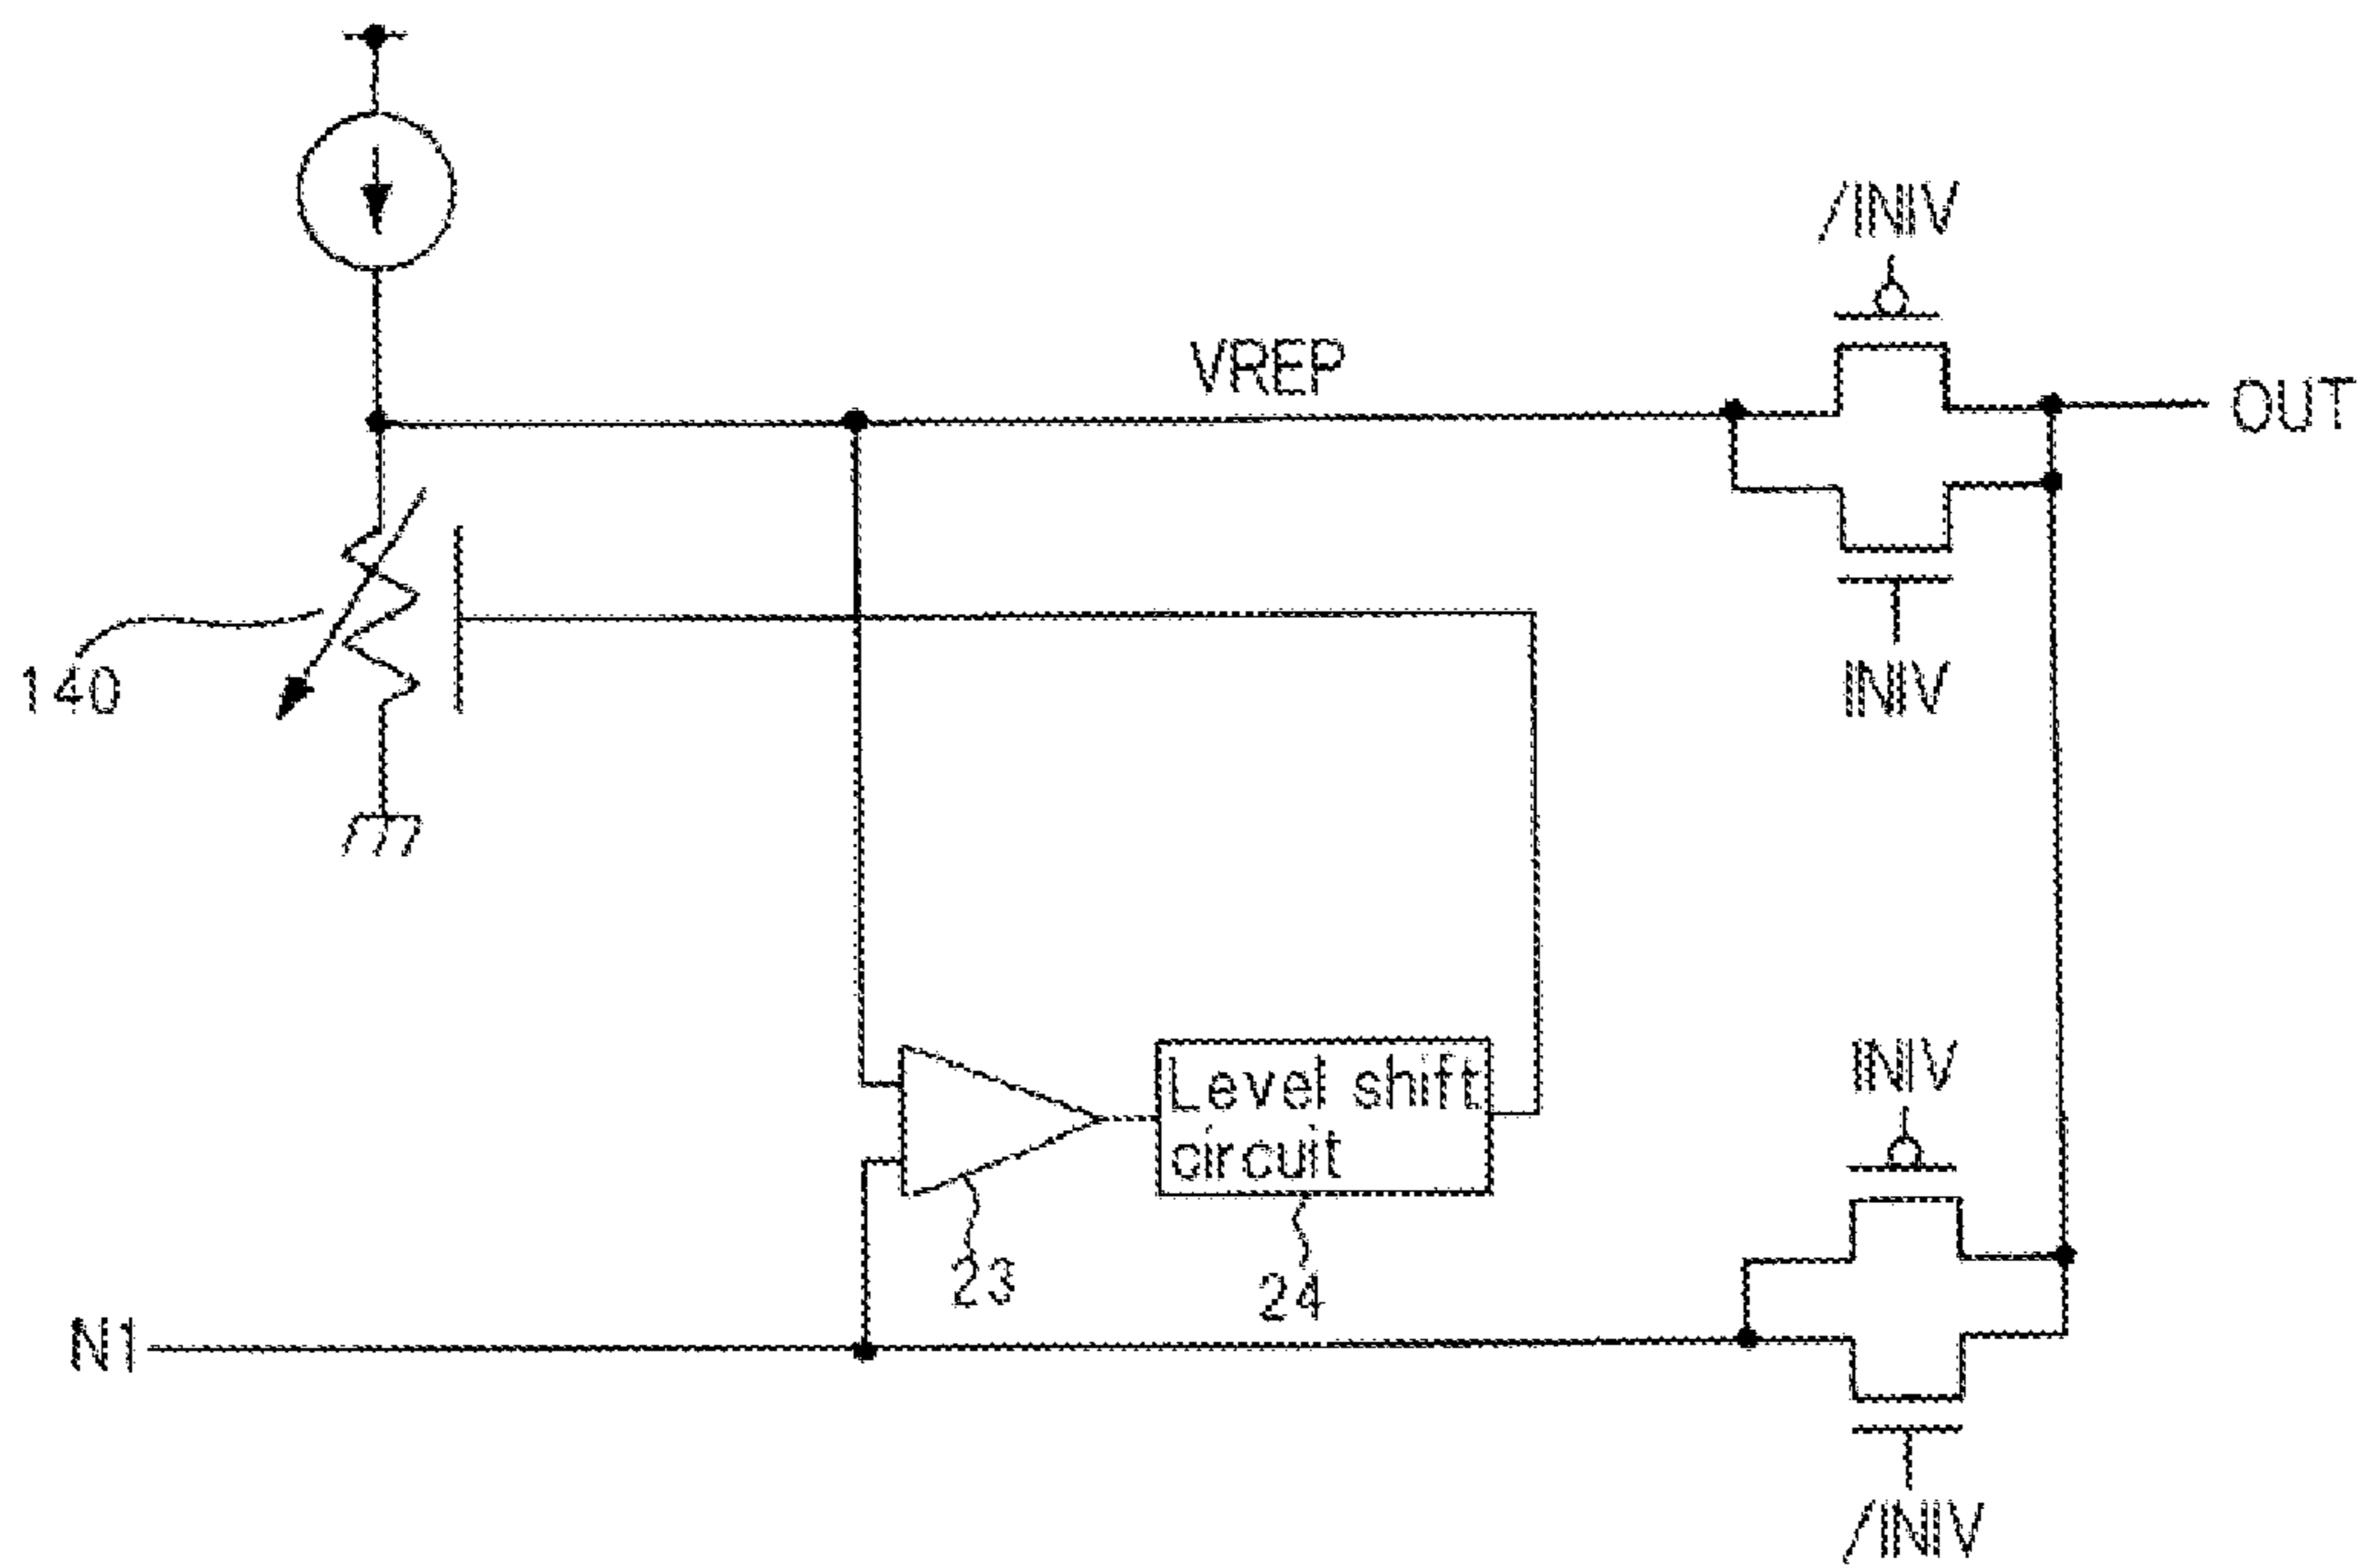 /INIV
VREP
OUT
INIV
140
INIV
Level shift
circuit
23
24
N1
/INIV